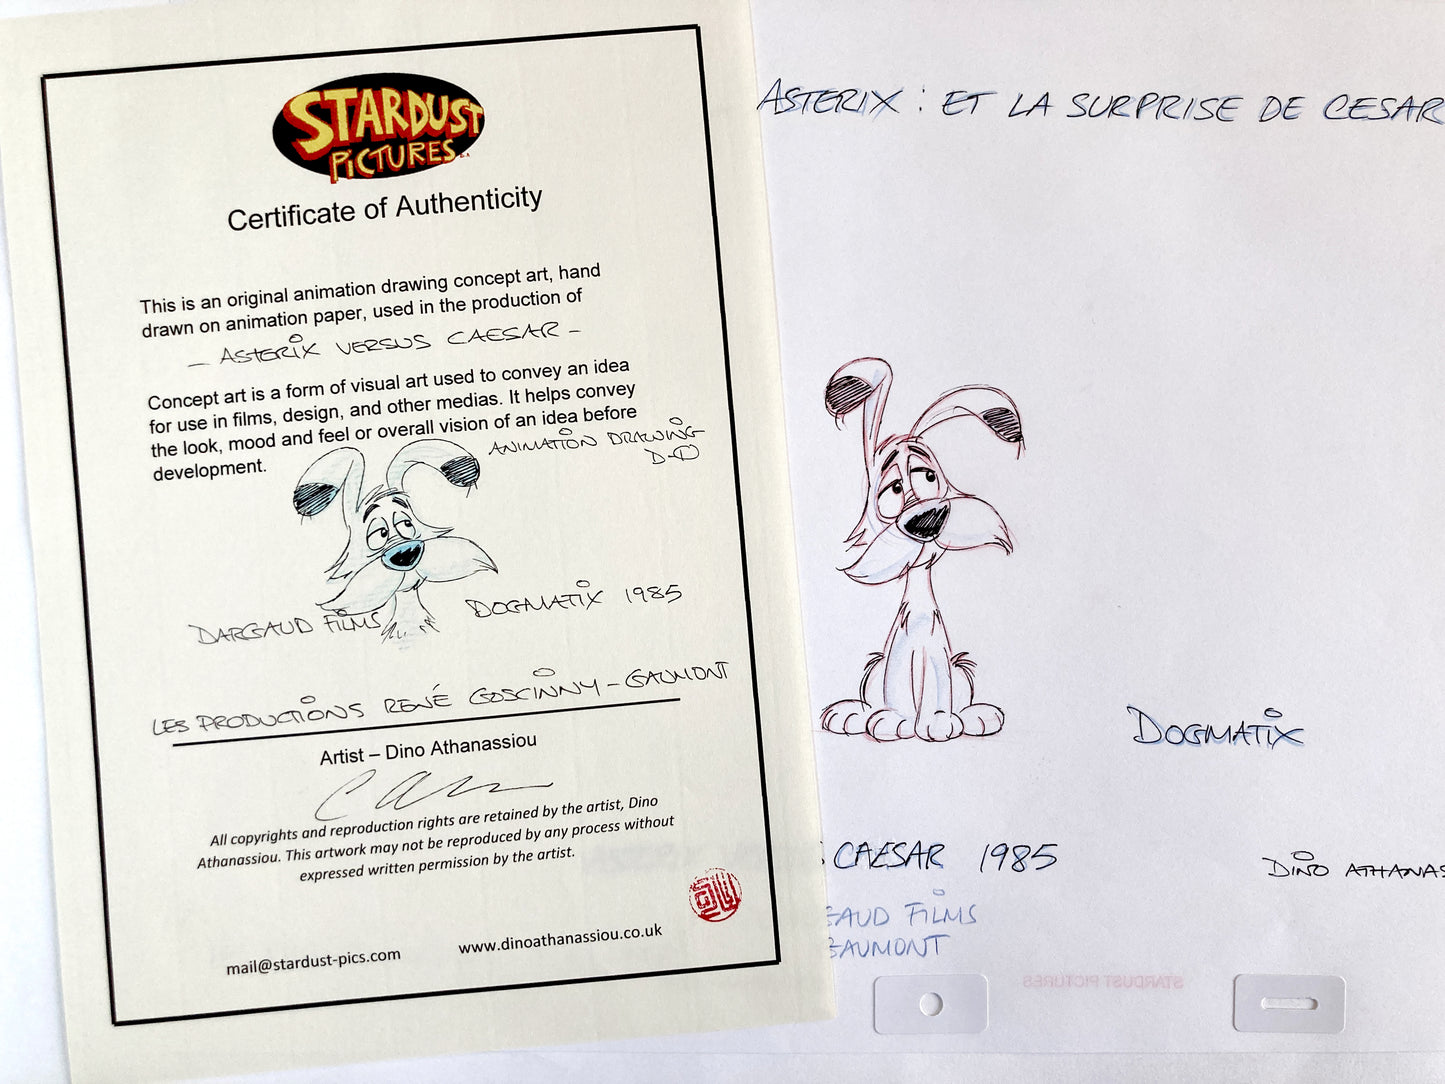 STARDUST
PICTURES
Certificate of Authenticity
This is an original animation drawing concept art, hand
drawn on animation paper, used in the production of
- ASTERIX VERSUS CAESAR -
Concept art is a form of visual art used to convey an idea
for use in films, design, and other medias. It helps convey
the look, mood and feel or overall vision of an idea before
development.
ANIMATION DRAWING
DARGAUD FILMS
DOGMATIX 1985
LES PRODUCTIONS RENÉ GOSCINNY - GAUMONT
Artist – Dino Athanassiou
All copyrights and reproduction rights are retained by the artist, Dino
Athanassiou. This artwork may not be reproduced by any process without
expressed written permission by the artist.
mail@stardust-pics.com
www.dinoathanassiou.co.uk
ASTERIX : ET LA SURPRISE DE CESAR
DOGMATIX
CAESAR 1985
DINO ATHANAS
GAUD FILMS
GAUMONT
STARDUST PICTURES